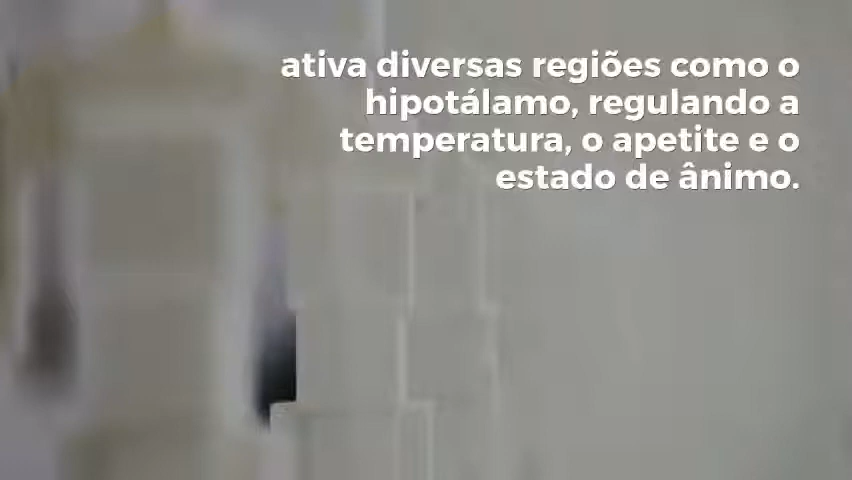 ativa diversas regiões como o
hipotálamo, regulando a
temperatura, o apetite e o
estado de ânimo.